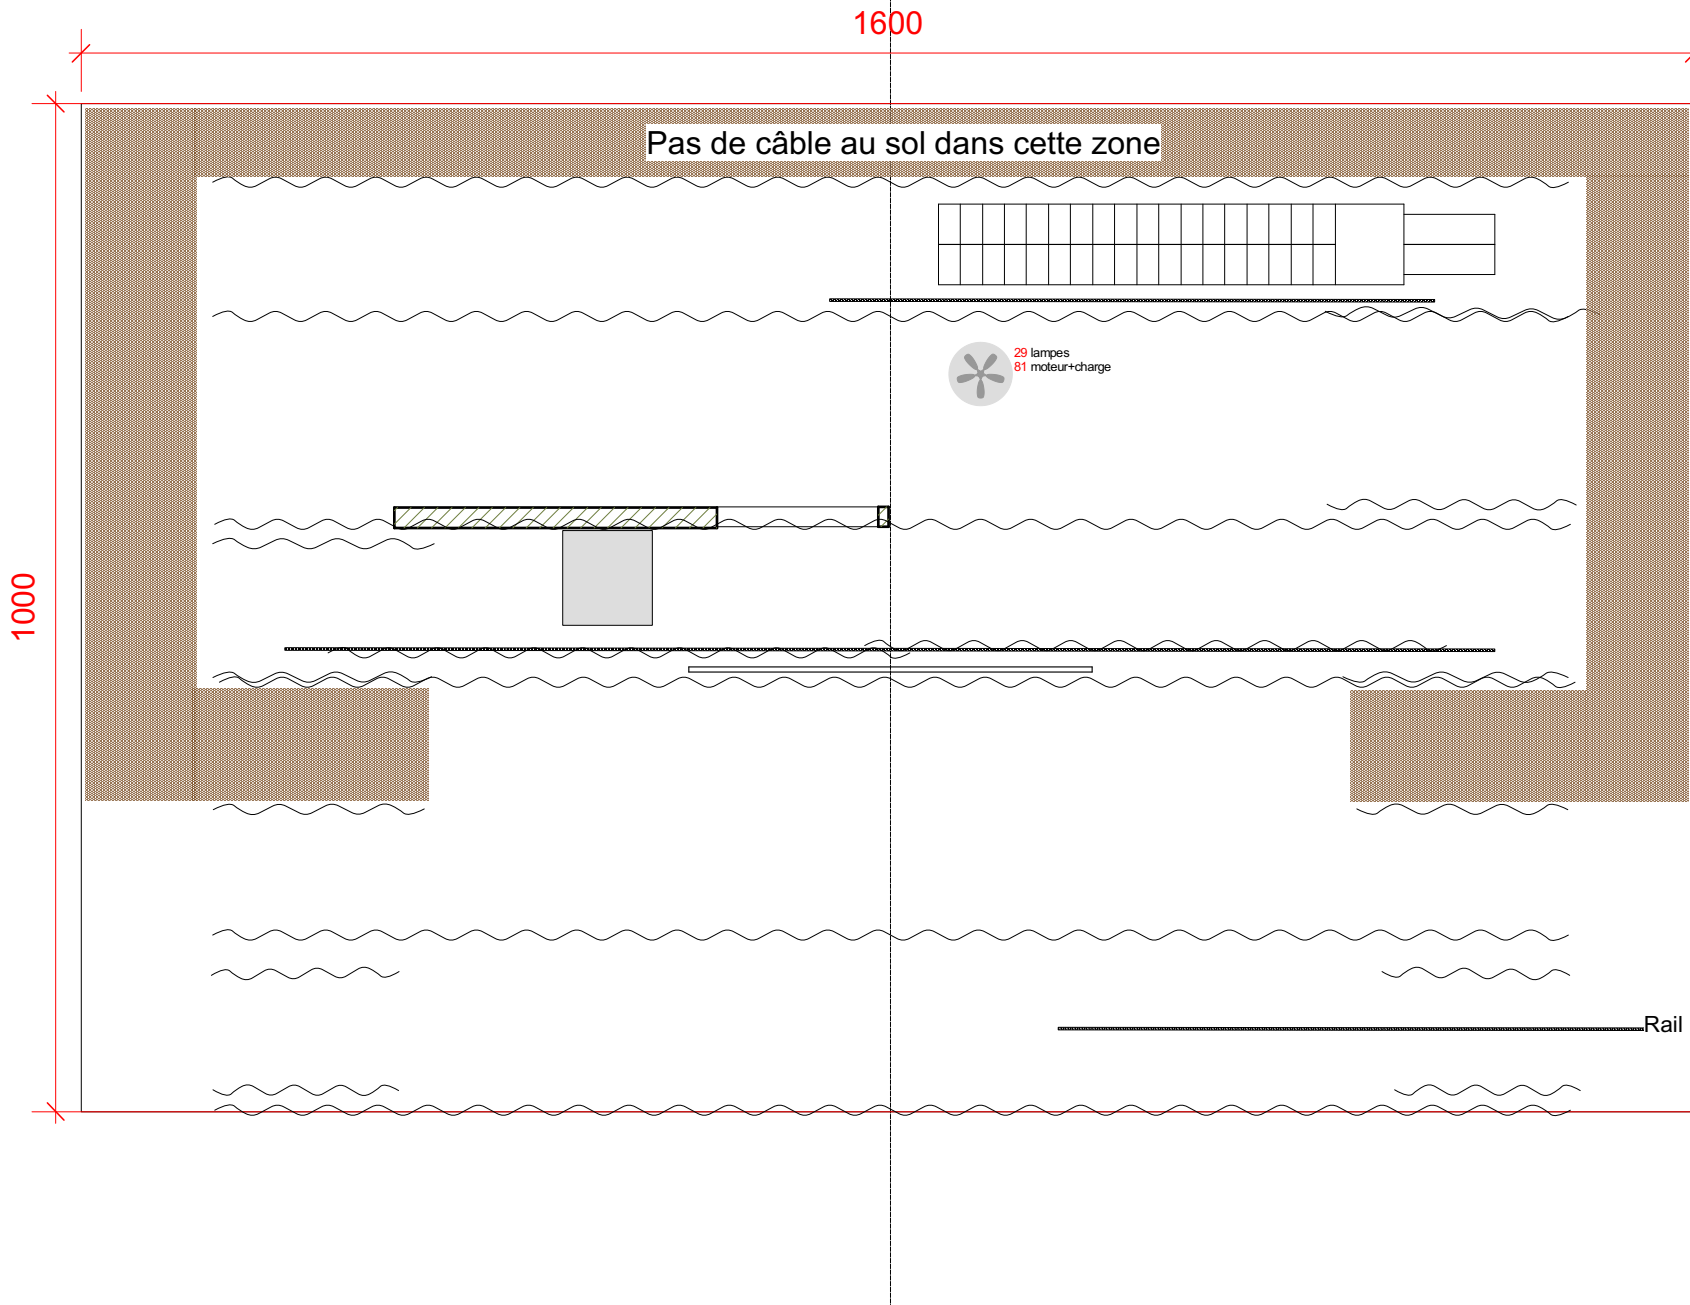 1600
Pas de câble au sol dans cette zone
29 lampes
81 moteur+charge
1000
Rail